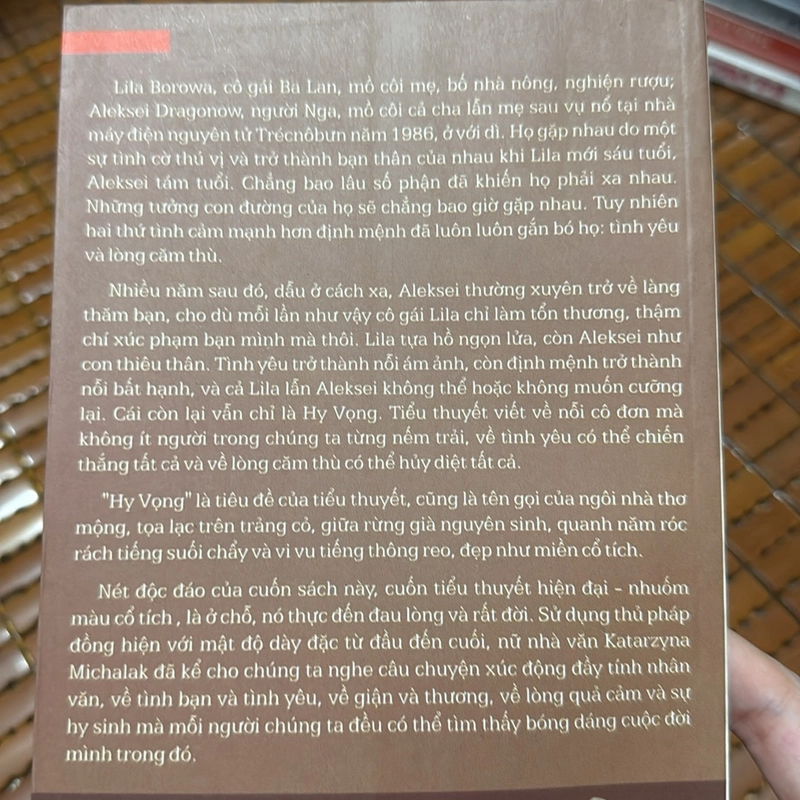 Lila Borowa, cô gái Ba Lan, mồ côi mẹ, bố nhà nông, nghiện rượu;
Aleksei Dragonow, người Nga, mồ côi cả cha lẫn mẹ sau vụ nổ tại nhà
máy điện nguyên tử Trécnôbưn năm 1986, ở với dì. Họ gặp nhau do một
sự tình cờ thú vị và trở thành bạn thân của nhau khi Lila mới sáu tuổi,
Aleksei tám tuổi. Chẳng bao lâu số phận đã khiến họ phải xa nhau.
Những tưởng con đường của họ sẽ chẳng bao giờ gặp nhau. Tuy nhiên
hai thứ tình cảm mạnh hơn định mệnh đã luôn luôn gắn bó họ: tình yêu
và lòng căm thù.
Nhiều năm sau đó, dẫu ở cách xa, Aleksei thường xuyên trở về làng
thăm bạn, cho dù mỗi lần như vậy cô gái Lila chỉ làm tổn thương, thậm
chí xúc phạm bạn mình mà thôi. Lila tựa hồ ngọn lửa, còn Aleksei như
con thiêu thân. Tình yêu trở thành nỗi ám ảnh, còn định mệnh trở thành
nỗi bất hạnh, và cả Lila lẫn Aleksei không thể hoặc không muốn cưỡng
lại. Cái còn lại vẫn chỉ là Hy Vọng. Tiểu thuyết viết về nỗi cô đơn mà
không ít người trong chúng ta từng nếm trải, về tình yêu có thể chiến
thắng tất cả và về lòng căm thù có thể hủy diệt tất cả.
"Hy Vọng" là tiêu đề của tiểu thuyết, cũng là tên gọi của ngôi nhà thơ
mộng, tọa lạc trên trảng cỏ, giữa rừng già nguyên sinh, quanh năm róc
rách tiếng suối chẩy và vi vu tiếng thông reo, đẹp như miền cổ tích.
Nét độc đáo của cuốn sách này, cuốn tiểu thuyết hiện đại - nhuốm
màu cổ tích , là ở chỗ, nó thực đến đau lòng và rất đời. Sử dụng thủ pháp
đồng hiện với mật độ dày đặc từ đầu đến cuối, nữ nhà văn Katarzyna
Michalak đã kể cho chúng ta nghe câu chuyện xúc động đầy tính nhân
văn, về tình bạn và tình yêu, về giận và thương, về lòng quả cảm và sự
hy sinh mà mỗi người chúng ta đều có thể tìm thấy bóng dáng cuộc đời
mình trong đó.